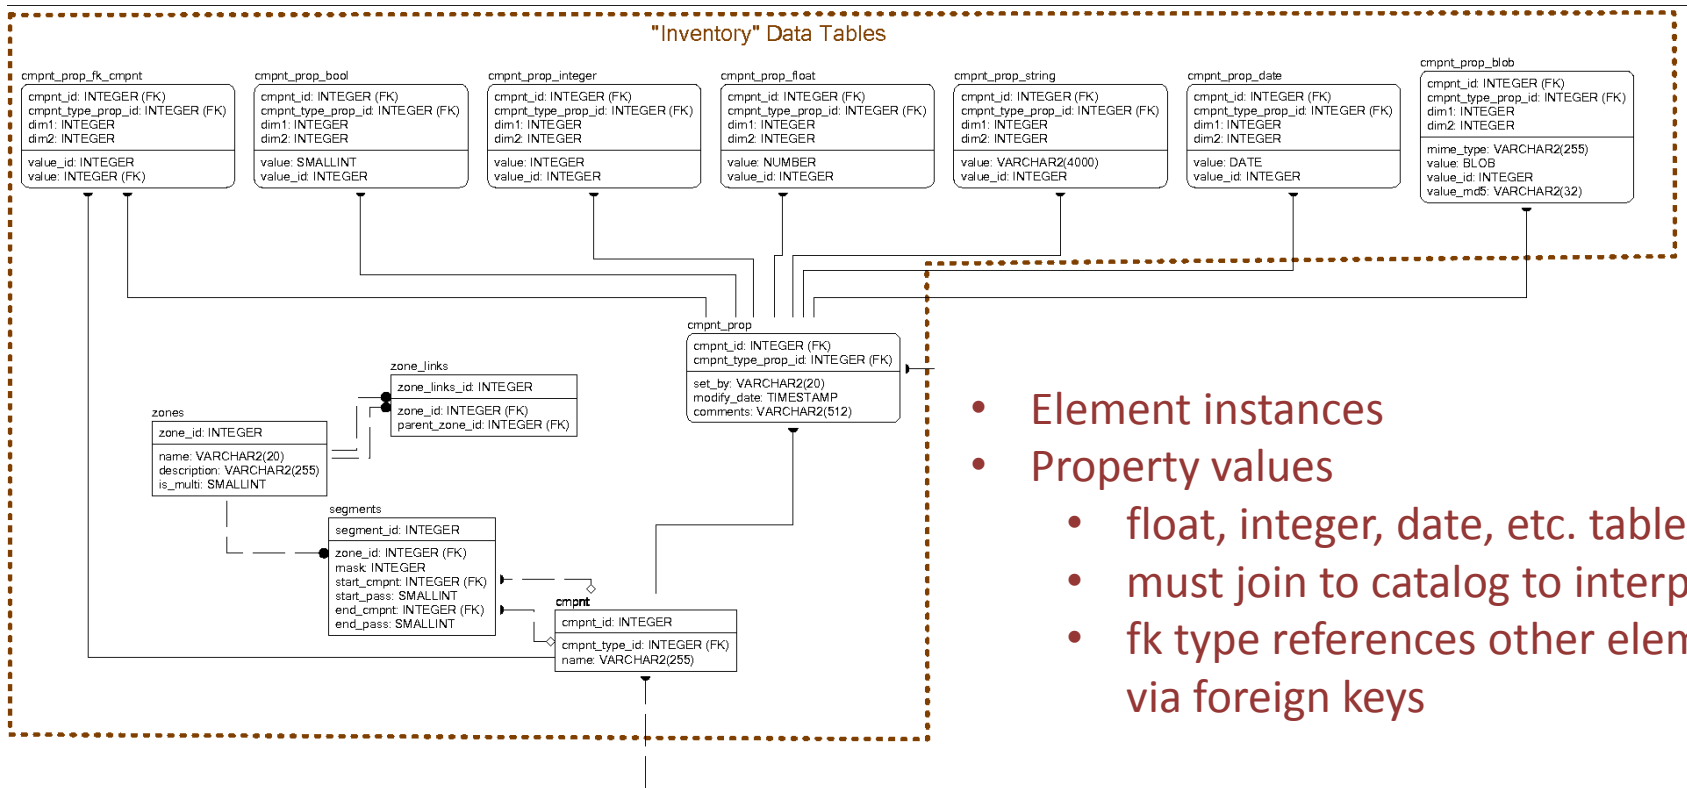 "Inventory" Data Tables
cmpnt_prop_fk_cmpnt
cmpnt_id: INTEGER (FK)
cmpnt_type_prop_id: INTEGER (FK)
dim1: INTEGER
dim2: INTEGER
value_id: INTEGER
value: INTEGER (FK)
cmpnt_prop_bool
cmpnt_id: INTEGER (FK)
cmpnt_type_prop_id: INTEGER (FK)
dim1: INTEGER
dim2: INTEGER
value: SMALLINT
value_id: INTEGER
cmpnt_prop_integer
cmpnt_id: INTEGER (FK)
cmpnt_type_prop_id: INTEGER (FK)
dim1: INTEGER
dim2: INTEGER
value: INTEGER
value_id: INTEGER
cmpnt_prop_float
cmpnt_id: INTEGER (FK)
cmpnt_type_prop_id: INTEGER (FK)
dim1: INTEGER
dim2: INTEGER
value: NUMBER
value_id: INTEGER
cmpnt_prop_string
cmpnt_id: INTEGER (FK)
cmpnt_type_prop_id: INTEGER (FK)
dim1: INTEGER
dim2: INTEGER
value: VARCHAR2(4000)
value_id: INTEGER
cmpnt_prop_date
cmpnt_id: INTEGER (FK)
cmpnt_type_prop_id: INTEGER (FK)
dim1: INTEGER
dim2: INTEGER
value: DATE
value_id: INTEGER
cmpnt_prop_blob
cmpnt_id: INTEGER (FK)
cmpnt_type_prop_id: INTEGER (FK)
dim1: INTEGER
dim2: INTEGER
mime_type: VARCHAR2(255)
value: BLOB
value_id: INTEGER
value_md5: VARCHAR2(32)
cmpnt_prop
cmpnt_id: INTEGER (FK)
cmpnt_type_prop_id: INTEGER (FK)
set_by: VARCHAR2(20)
modify_date: TIMESTAMP
comments: VARCHAR2(512)
zone_links
zone_links_id: INTEGER
zone_id: INTEGER (FK)
parent_zone_id: INTEGER (FK)
zones
zone_id: INTEGER
name: VARCHAR2(20)
description: VARCHAR2(255)
is_multi: SMALLINT
segments
segment_id: INTEGER
zone_id: INTEGER (FK)
mask: INTEGER
start_cmpnt: INTEGER (FK)
start_pass: SMALLINT
end_cmpnt: INTEGER (FK)
end_pass: SMALLINT
cmpnt
cmpnt_id: INTEGER
cmpnt_type_id: INTEGER (FK)
name: VARCHAR2(255)
• Element instances
• Property values
• float, integer, date, etc. table
• must join to catalog to interp
• fk type references other elem
via foreign keys